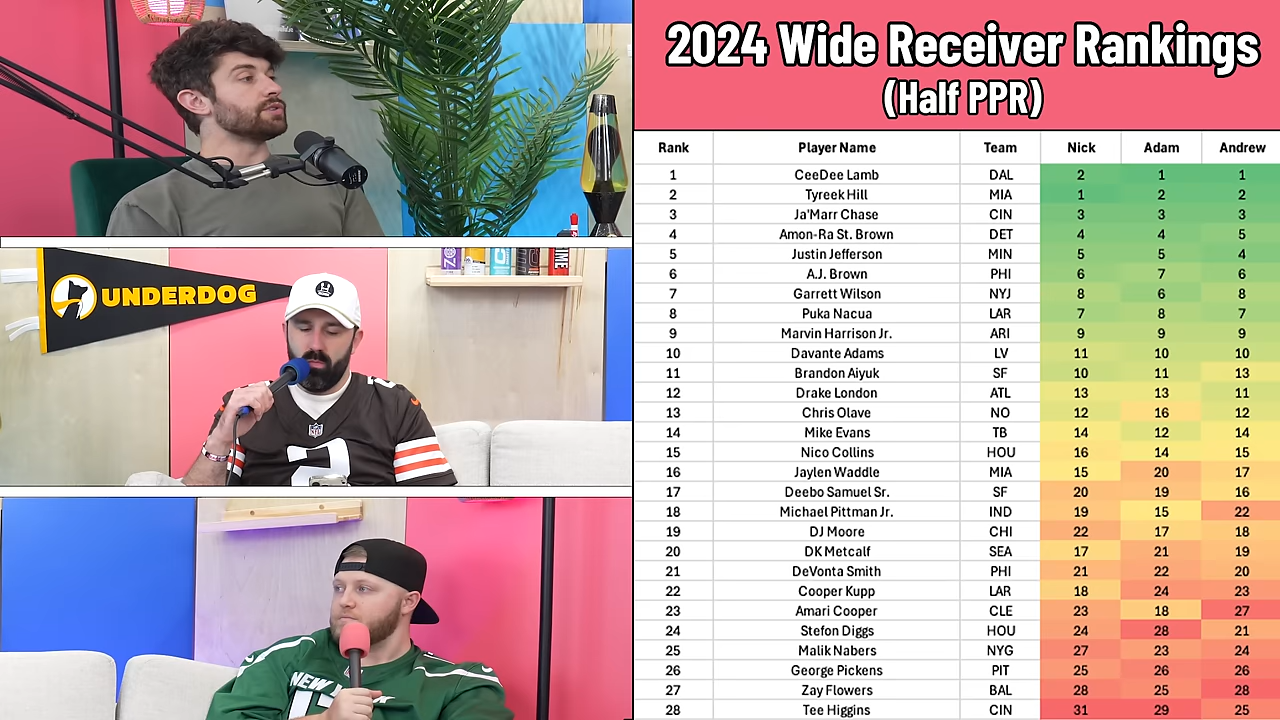 2024 Wide Receiver Rankings
(Half PPR)
Rank Player Name Team Nick Adam Andrew
1 CeeDee Lamb DAL 2 1 1
2 Tyreek Hill MIA 1 2 2
3 Ja'Marr Chase CIN 3 3 3
4 Amon-Ra St. Brown DET 4 4 5
5 Justin Jefferson MIN 5 5 4
6 A.J. Brown PHI 6 7 6
7 Garrett Wilson NYJ 8 6 8
8 Puka Nacua LAR 7 8 7
9 Marvin Harrison Jr. ARI 9 9 9
10 Davante Adams LV 11 10 10
11 Brandon Aiyuk SF 10 11 13
12 Drake London ATL 13 13 11
13 Chris Olave NO 12 16 12
14 Mike Evans TB 14 12 14
15 Nico Collins HOU 16 14 15
16 Jaylen Waddle MIA 15 20 17
17 Deebo Samuel Sr. SF 20 19 16
18 Michael Pittman Jr. IND 19 15 22
19 DJ Moore CHI 22 17 18
20 DK Metcalf SEA 17 21 19
21 DeVonta Smith PHI 21 22 20
22 Cooper Kupp LAR 18 24 23
23 Amari Cooper CLE 23 18 27
24 Stefon Diggs HOU 24 28 21
25 Malik Nabers NYG 27 23 24
26 George Pickens PIT 25 26 26
27 Zay Flowers BAL 28 25 28
28 Tee Higgins CIN 31 29 25
UNDERDOG